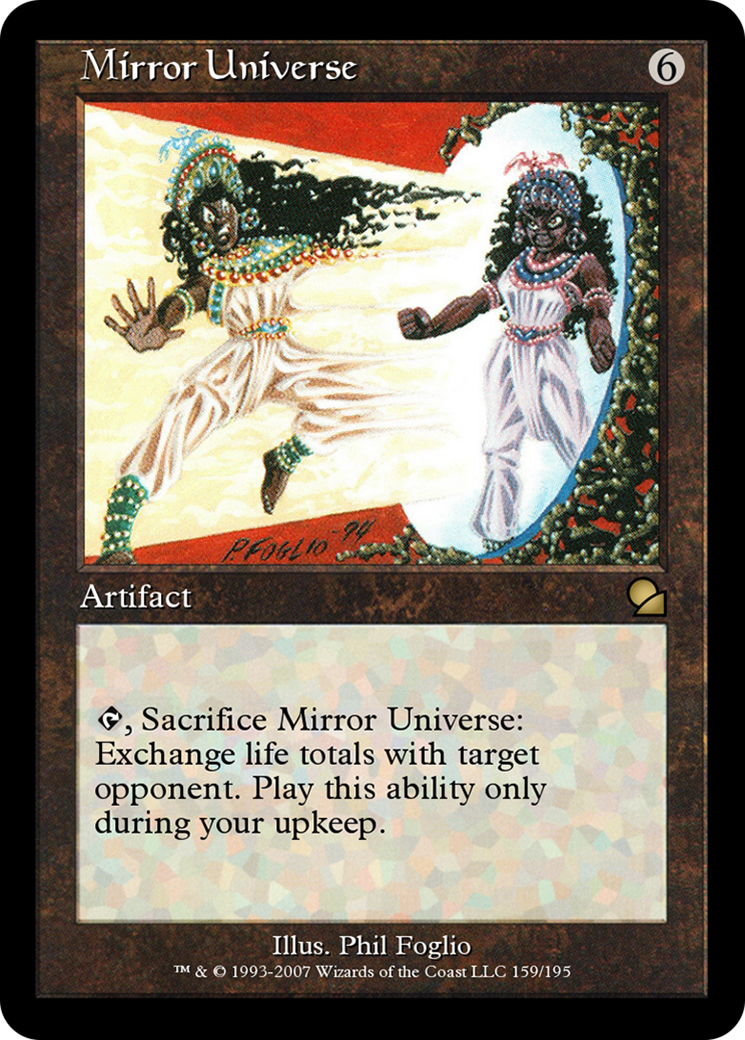 Mirror Universe 6
P. FOGLIO -94
Artifact
, Sacrifice Mirror Universe:
Exchange life totals with target
opponent. Play this ability only
during your upkeep.
Illus. Phil Foglio
™ & © 1993-2007 Wizards of the Coast LLC 159/195